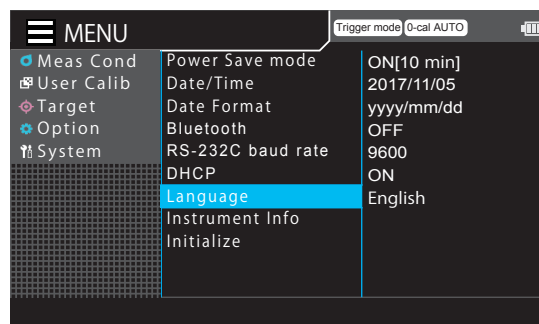 MENU
Trigger mode 0-cal AUTO
Meas Cond
User Calib
Target
Option
System
Power Save mode ON[10 min]
Date/Time 2017/11/05
Date Format yyyy/mm/dd
Bluetooth OFF
RS-232C baud rate 9600
DHCP ON
Language English
Instrument Info
Initialize